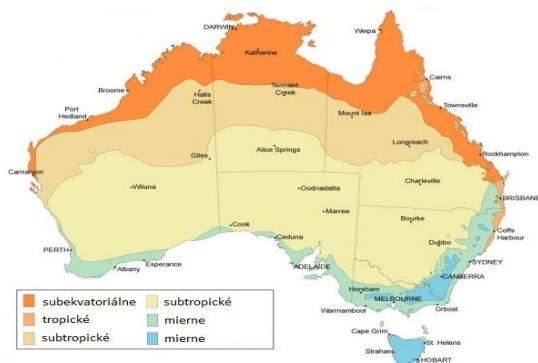 DARWIN
Weipa
Katherine
Cairns
Broome
Halls
Creek
Tennant
Creek
Townsville
Port
Hedland
Mount Isa
Longreach
Rockhampton
Carnarvon
Giles
Alice Springs
Charleville
Wiluna
Oodnadatta
BRISBANE
Marree
Bourke
Coffs
Harbour
Cook
Ceduna
Dubbo
PERTH
Esperance
Albany
ADELAIDE
SYDNEY
CANBERRA
Horsham
MELBOURNE
Warrnambool
Orbost
Cape Grim
St. Helens
Strahan
HOBART
subekvatoriálne
tropické
subtropické
subtropické
mierne
mierne